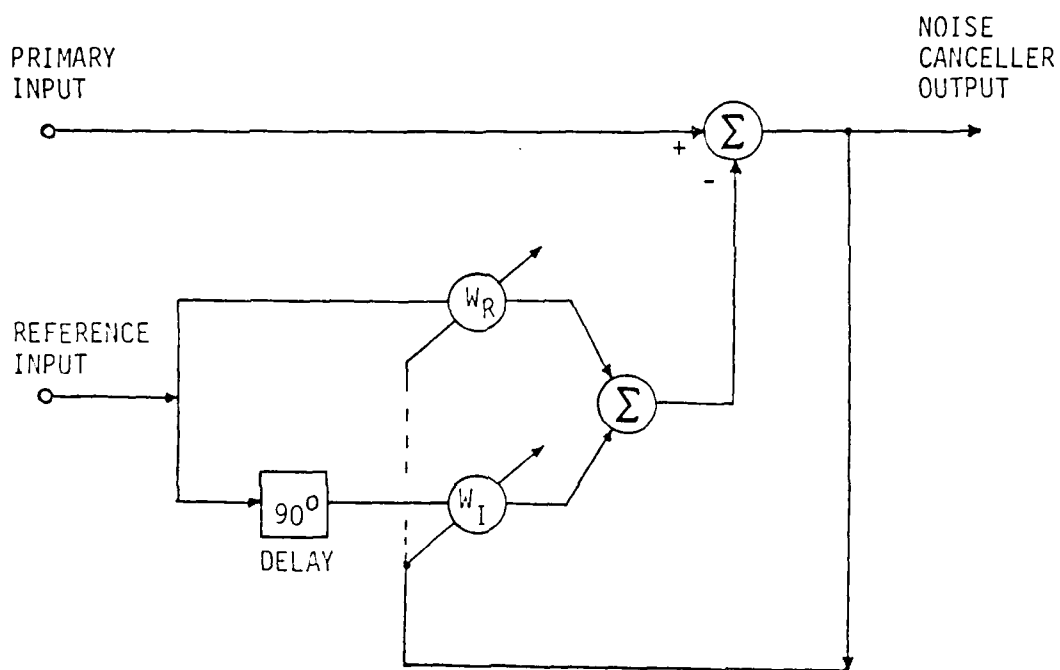 PRIMARY
INPUT
NOISE
CANCELLER
OUTPUT
Σ
+
-
W_R
REFERENCE
INPUT
Σ
W_I
90°
DELAY